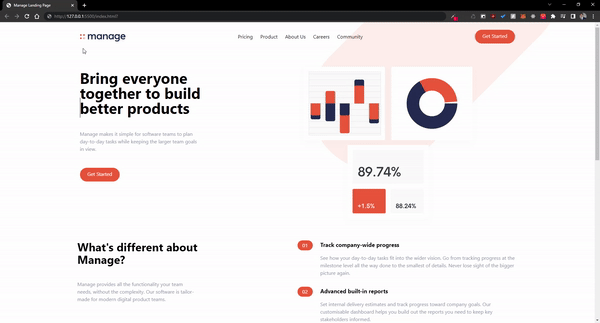 Manage Landing Page
http://127.0.0.1:5500/index.html?
manage
Pricing Product About Us Careers Community
Get Started
Bring everyone
together to build
better products
Manage makes it simple for software teams to plan
day-to-day tasks while keeping the larger team goals
in view.
Get Started
89.74%
+1.5% 88.24%
What's different about
Manage?
Manage provides all the functionality your team
needs, without the complexity. Our software is tailor-
made for modern digital product teams.
01 Track company-wide progress
See how your day-to-day tasks fit into the wider vision. Go from tracking progress at the
milestone level all the way done to the smallest of details. Never lose sight of the bigger
picture again.
02 Advanced built-in reports
Set internal delivery estimates and track progress toward company goals. Our
customisable dashboard helps you build out the reports you need to keep key
stakeholders informed.